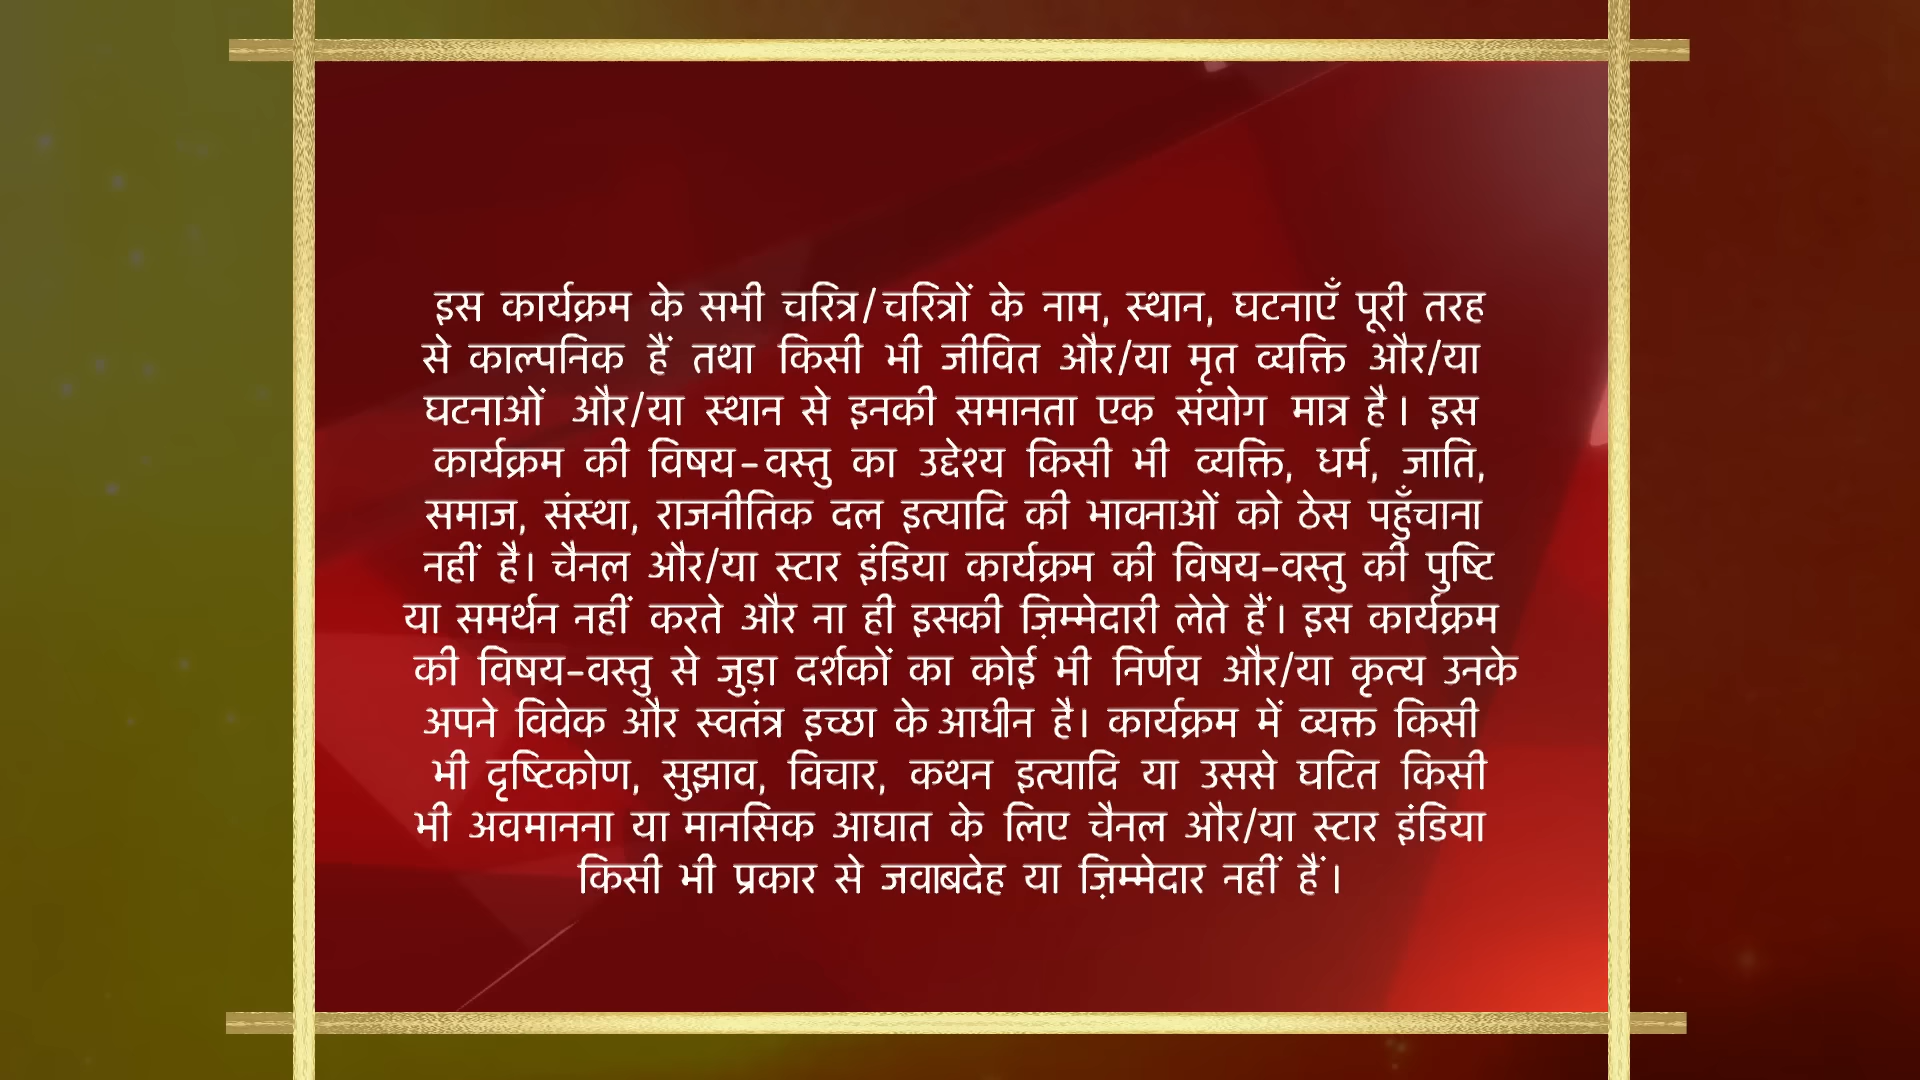 इस कार्यक्रम के सभी चरित्र/चरित्रों के नाम, स्थान, घटनाएँ पूरी तरह
से काल्पनिक हैं तथा किसी भी जीवित और/या मृत व्यक्ति और/या
घटनाओं और/या स्थान से इनकी समानता एक संयोग मात्र है। इस
कार्यक्रम की विषय-वस्तु का उद्देश्य किसी भी व्यक्ति, धर्म, जाति,
समाज, संस्था, राजनीतिक दल इत्यादि की भावनाओं को ठेस पहुँचाना
नहीं है। चैनल और/या स्टार इंडिया कार्यक्रम की विषय-वस्तु की पुष्टि
या समर्थन नहीं करते और ना ही इसकी ज़िम्मेदारी लेते हैं। इस कार्यक्रम
की विषय-वस्तु से जुड़ा दर्शकों का कोई भी निर्णय और/या कृत्य उनके
अपने विवेक और स्वतंत्र इच्छा के आधीन है। कार्यक्रम में व्यक्त किसी
भी दृष्टिकोण, सुझाव, विचार, कथन इत्यादि या उससे घटित किसी
भी अवमानना या मानसिक आघात के लिए चैनल और/या स्टार इंडिया
किसी भी प्रकार से जवाबदेह या ज़िम्मेदार नहीं हैं।